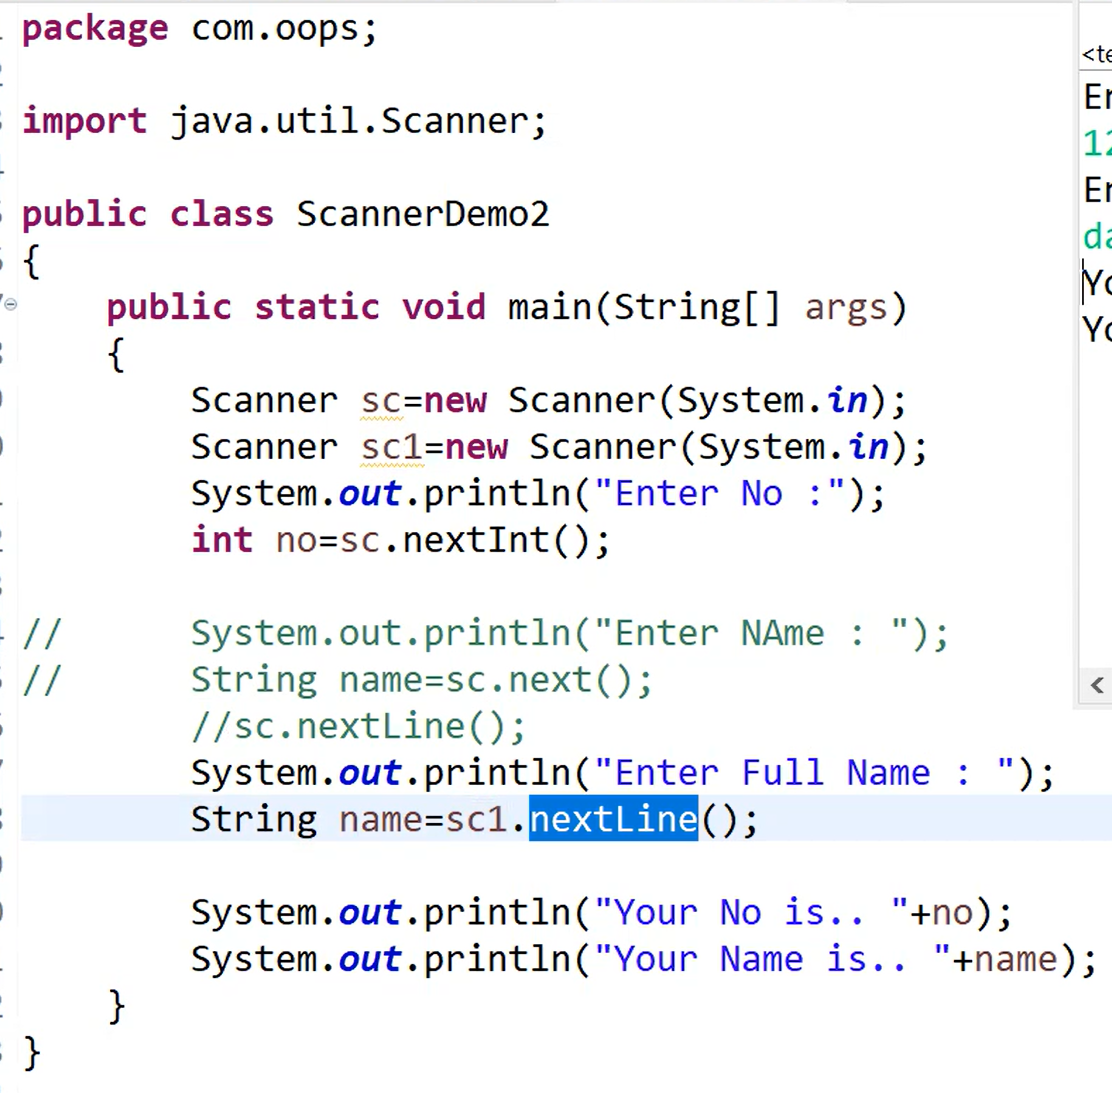 package com.oops;
import java.util.Scanner;
public class ScannerDemo2
{
public static void main(String[] args)
{
Scanner sc=new Scanner(System.in);
Scanner sc1=new Scanner(System.in);
System.out.println("Enter No :");
int no=sc.nextInt();
// System.out.println("Enter NAme : ");
// String name=sc.next();
//sc.nextLine();
System.out.println("Enter Full Name : ");
String name=sc1.nextLine();
System.out.println("Your No is.. "+no);
System.out.println("Your Name is.. "+name);
}
}